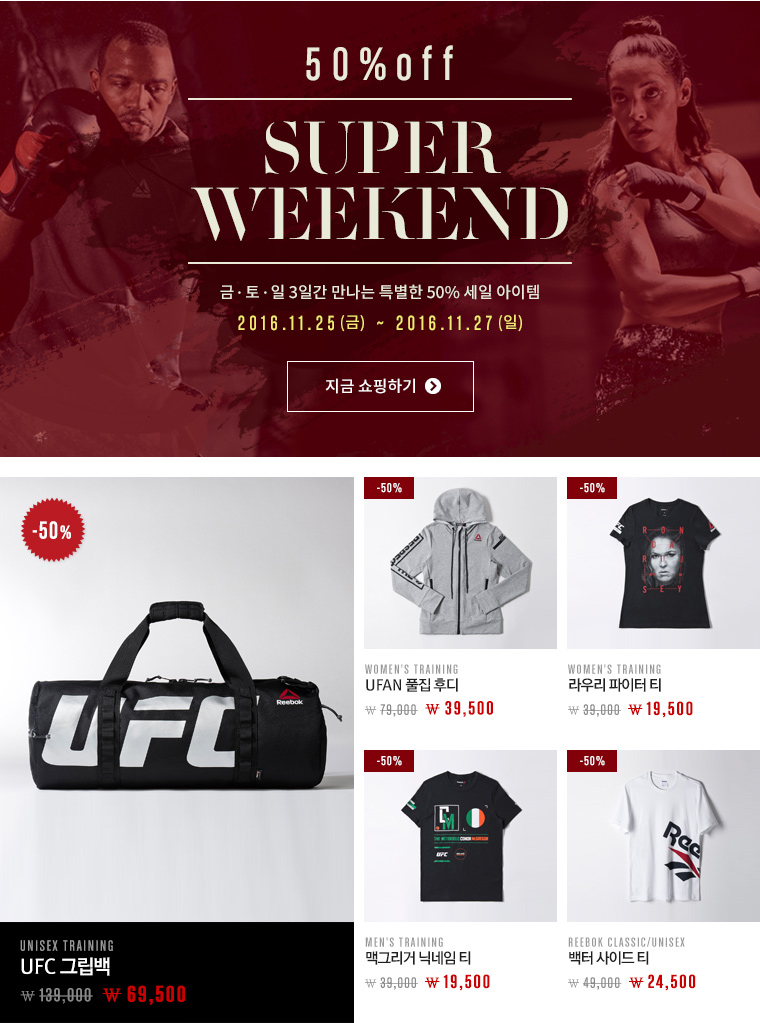 50%off
SUPER
WEEKEND
금·토·일 3일간 만나는 특별한 50% 세일 아이템
2016.11.25(금) ~ 2016.11.27(일)
지금 쇼핑하기
-50%
UFC
Reebok
UNISEX TRAINING
UFC 그립백
₩ 139,000 ₩ 69,500
-50%
WOMEN'S TRAINING
UFAN 풀집 후디
₩ 79,000 ₩ 39,500
-50%
RON
DA R
OUSEY
WOMEN'S TRAINING
라우리 파이터 티
₩ 39,000 ₩ 19,500
-50%
CM
UFC
MEN'S TRAINING
맥그리거 닉네임 티
₩ 39,000 ₩ 19,500
-50%
Ree
REEBOK CLASSIC/UNISEX
백터 사이드 티
₩ 49,000 ₩ 24,500